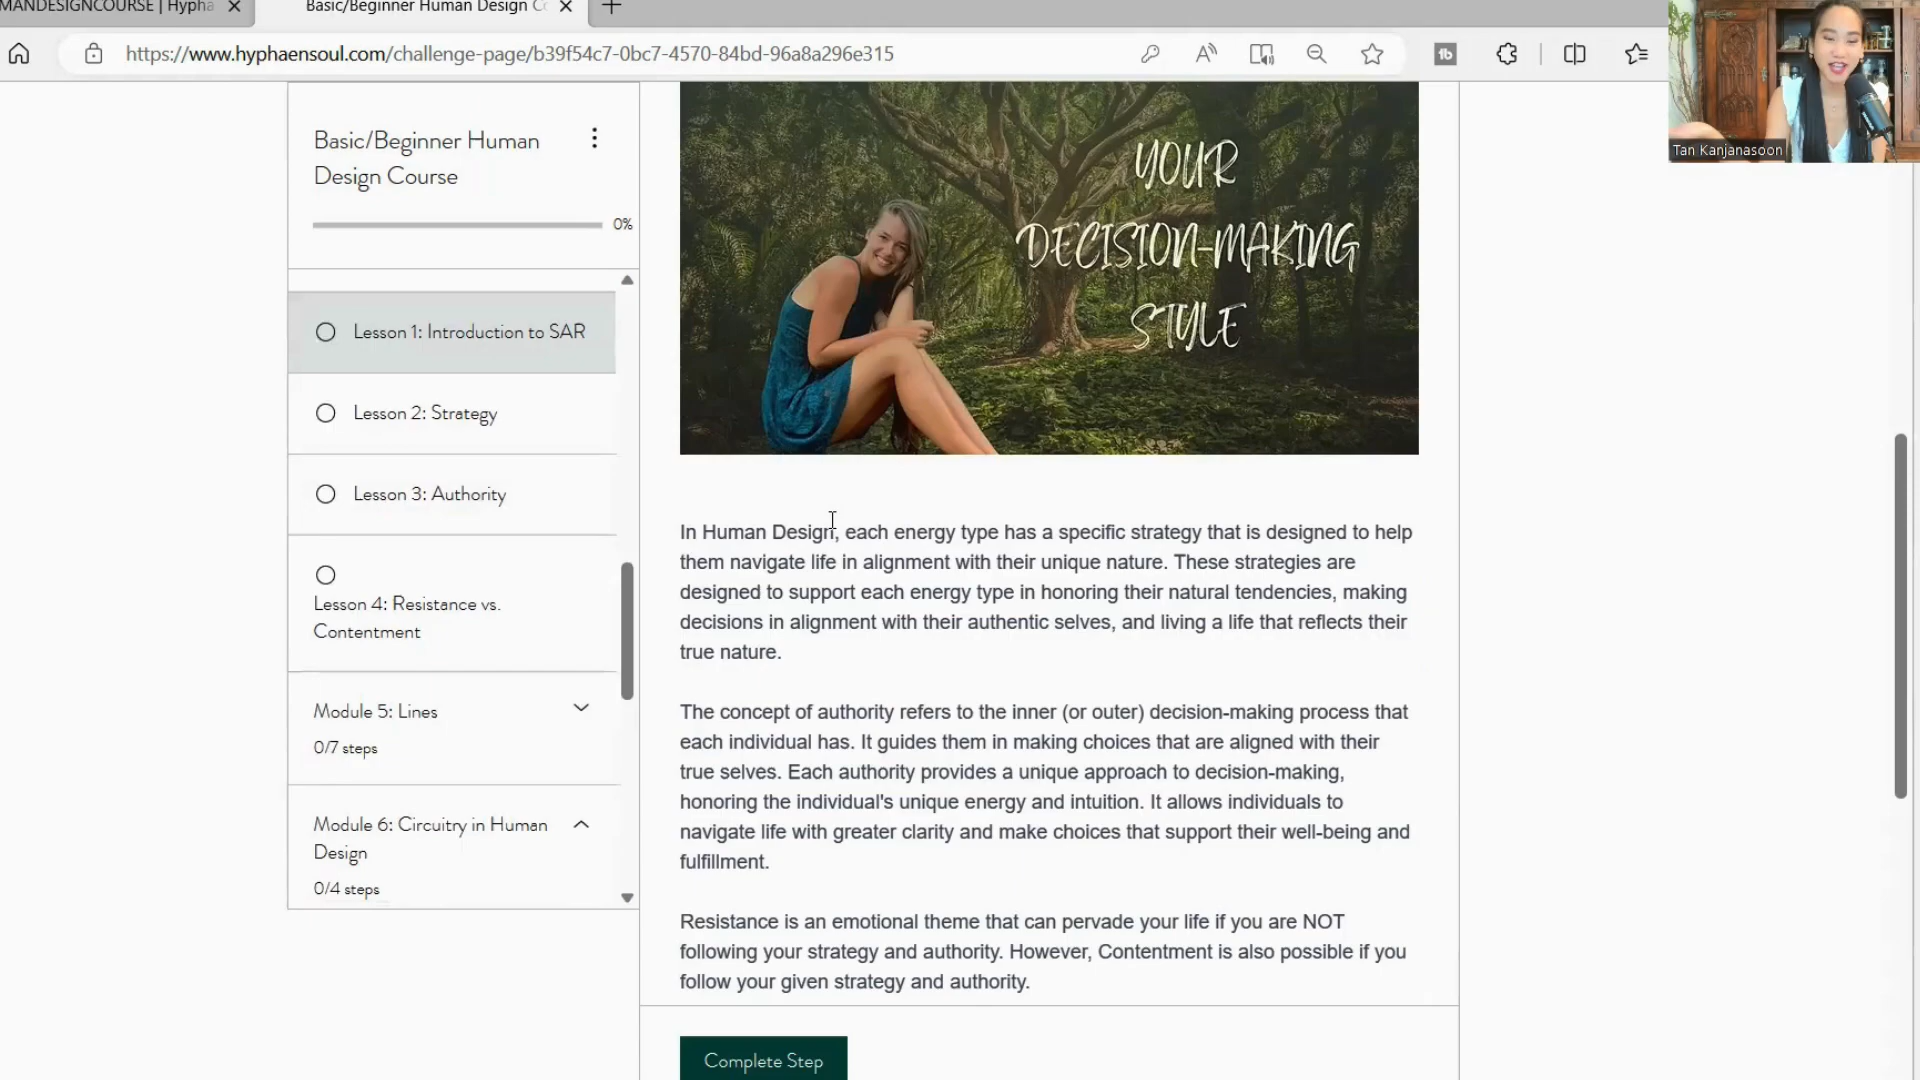 MANDESIGNCOURSE | Hypha
Basic/Beginner Human Design Co
https://www.hyphaensoul.com/challenge-page/b39f54c7-0bc7-4570-84bd-96a8a296e315
Tan Kanjanasoon
Basic/Beginner Human
Design Course
0%
Lesson 1: Introduction to SAR
Lesson 2: Strategy
Lesson 3: Authority
Lesson 4: Resistance vs.
Contentment
Module 5: Lines
0/7 steps
Module 6: Circuitry in Human
Design
0/4 steps
YOUR
DECISION-MAKING
STYLE
In Human Design, each energy type has a specific strategy that is designed to help
them navigate life in alignment with their unique nature. These strategies are
designed to support each energy type in honoring their natural tendencies, making
decisions in alignment with their authentic selves, and living a life that reflects their
true nature.
The concept of authority refers to the inner (or outer) decision-making process that
each individual has. It guides them in making choices that are aligned with their
true selves. Each authority provides a unique approach to decision-making,
honoring the individual's unique energy and intuition. It allows individuals to
navigate life with greater clarity and make choices that support their well-being and
fulfillment.
Resistance is an emotional theme that can pervade your life if you are NOT
following your strategy and authority. However, Contentment is also possible if you
follow your given strategy and authority.
Complete Step